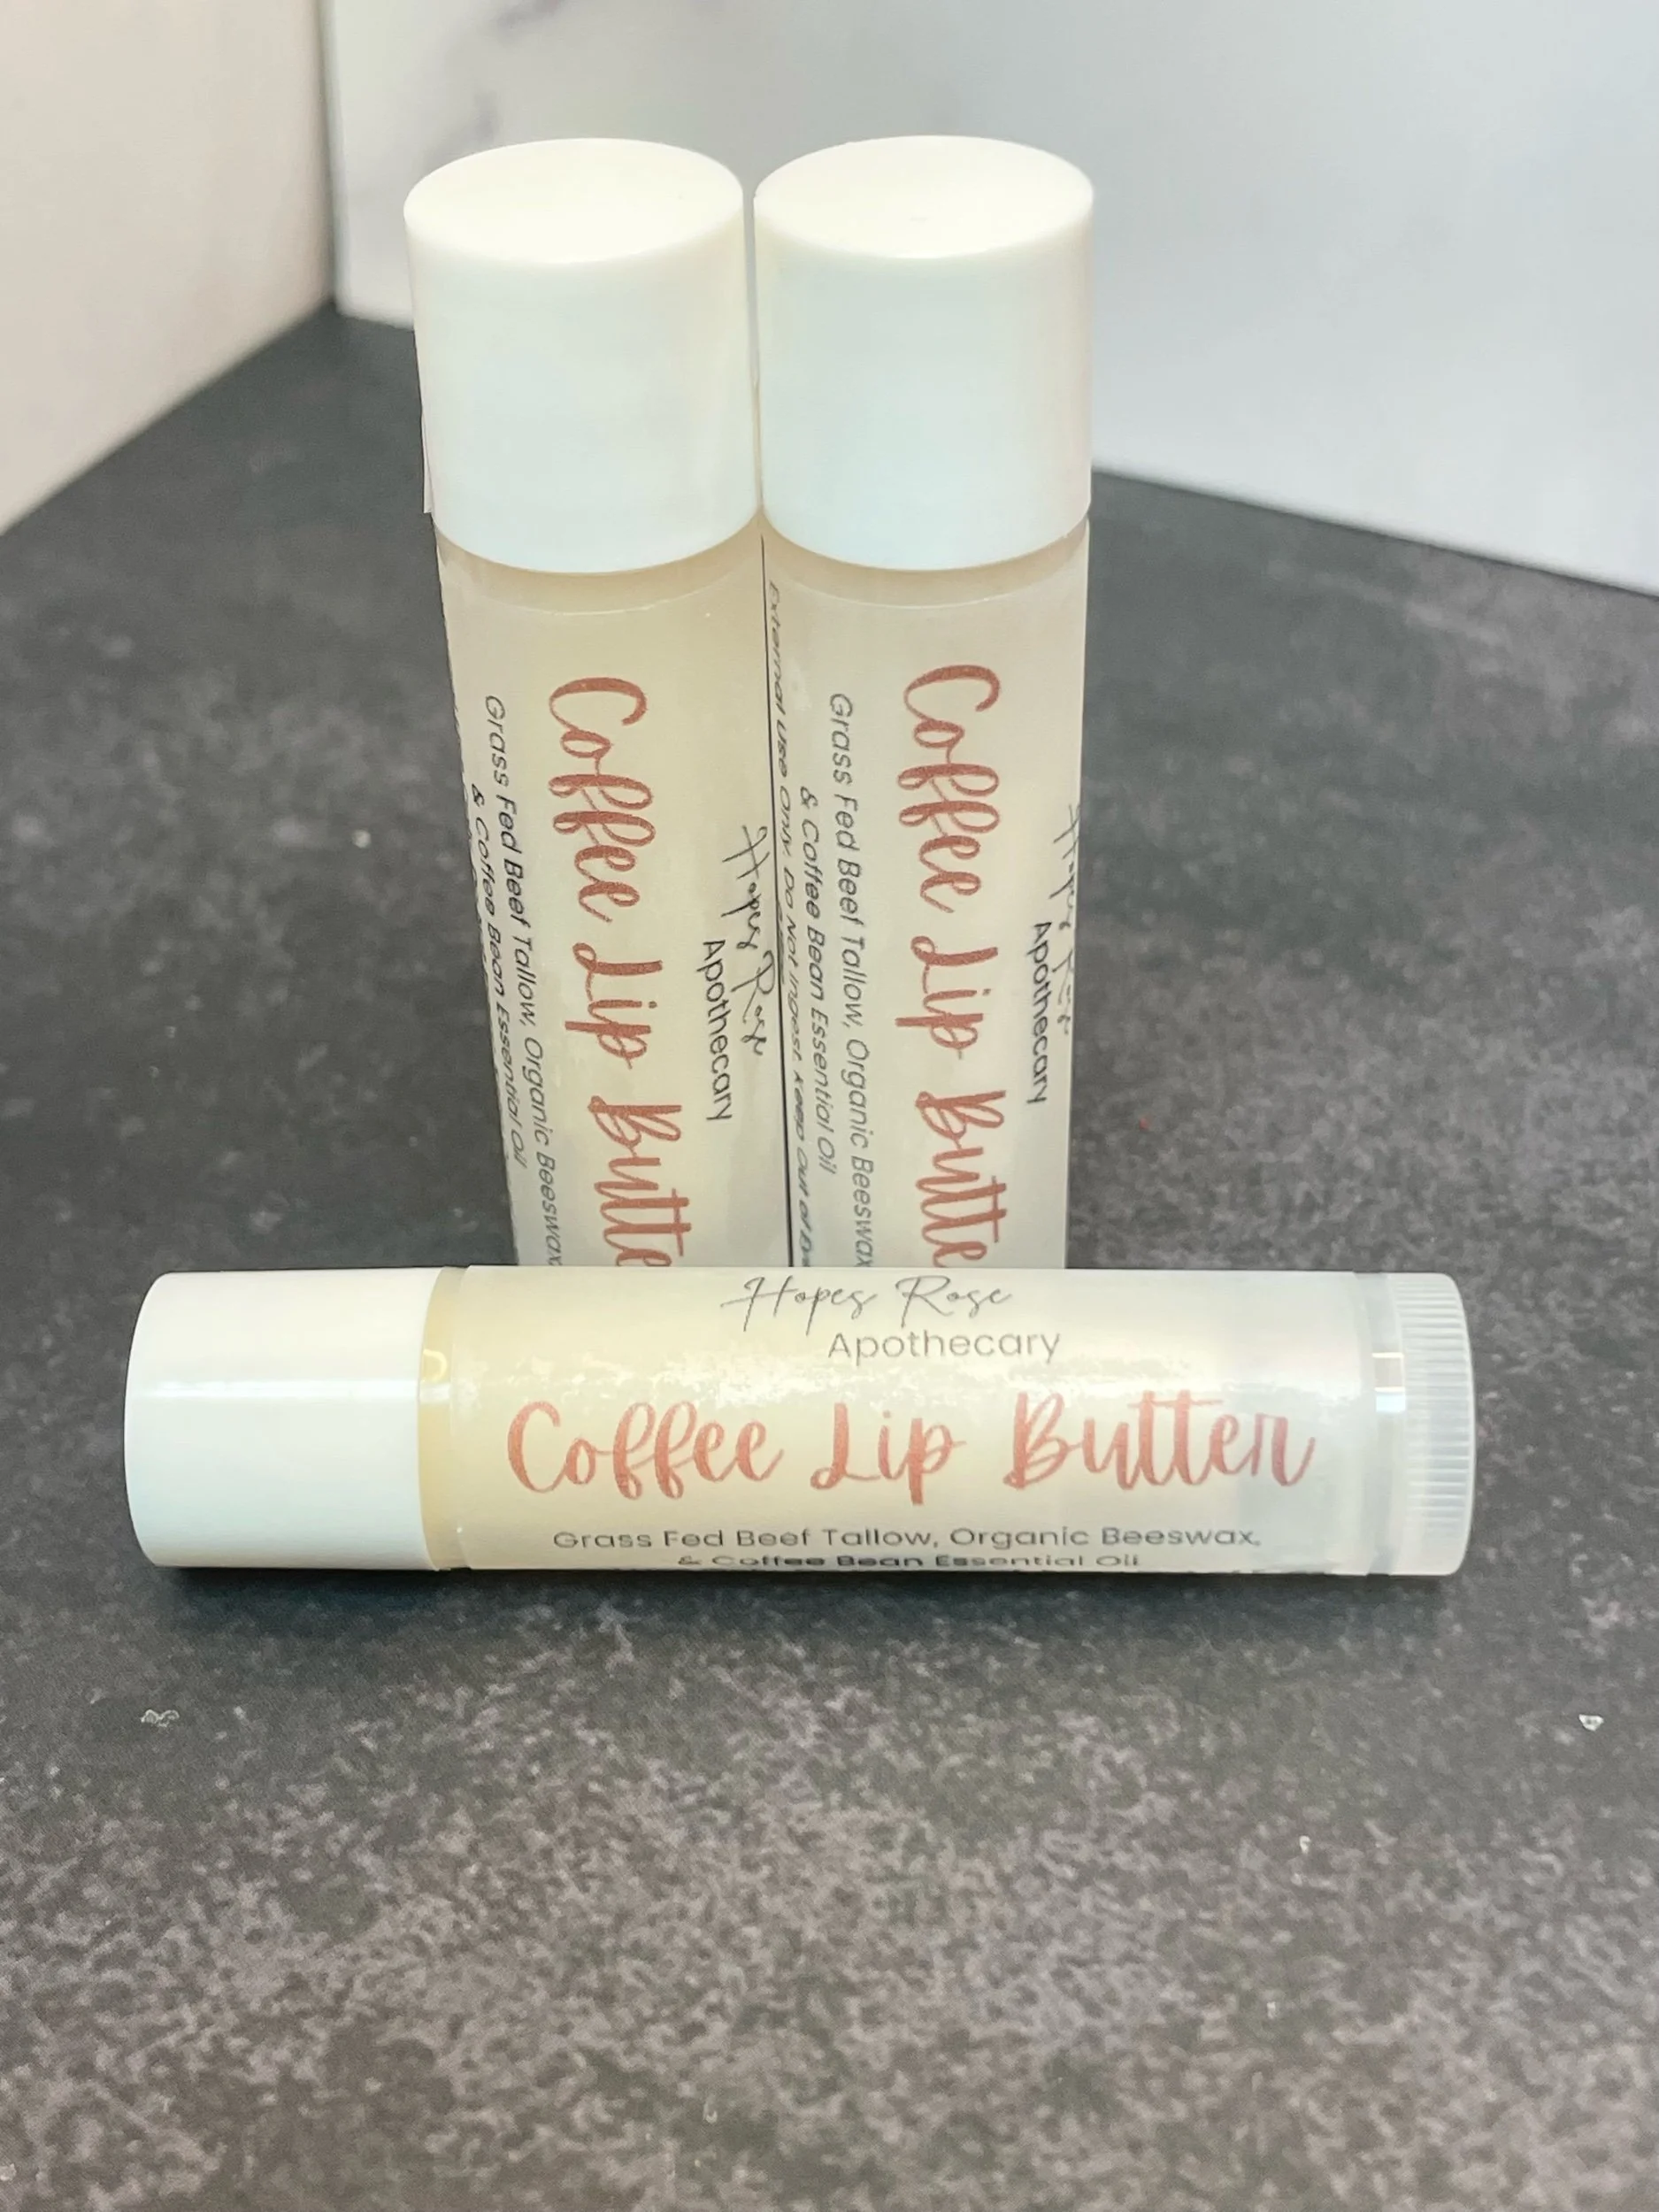 Coffee Lip Butte
Hopes Rose
Apothecary
Grass Fed Beef Tallow, Organic Beeswax
& Coffee Bean Essential Oil
Hopes Rose
Apothecary
Coffee Lip Butte
Grass Fed Beef Tallow, Organic Beeswax
& Coffee Bean Essential Oil
External Use Only. Do Not Ingest. Keep Out of
Hopes Rose
Apothecary
Coffee Lip Butter
Grass Fed Beef Tallow, Organic Beeswax,
& Coffee Bean Essential Oil